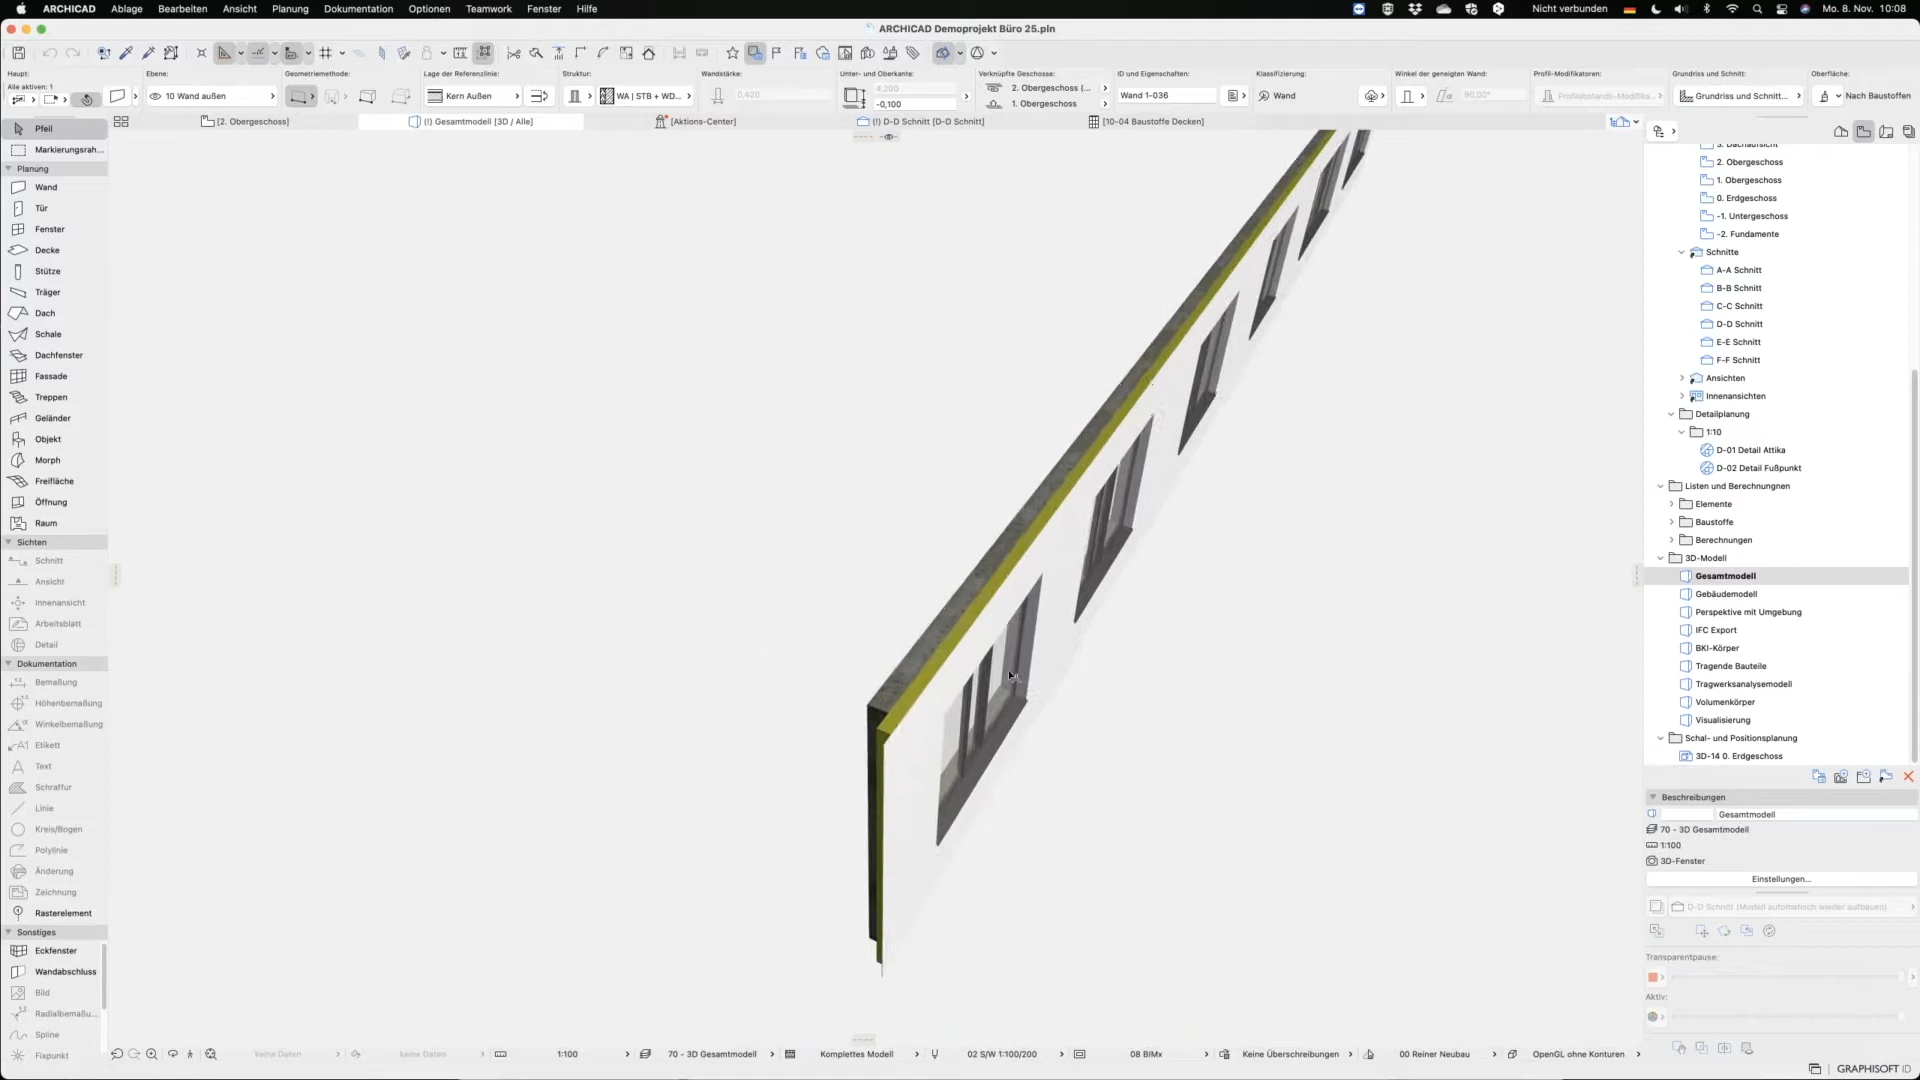 ARCHICAD Ablage Bearbeiten Ansicht Planung Dokumentation Optionen Teamwork Fenster Hilfe Nicht verbunden Mo. 8. Nov. 10:08
ARCHICAD Demoprojekt Büro 25.pln
Haupt: Ebene: Geometriemethode: Lage der Referenzlinie: Struktur: Wandstärke: Unter- und Oberkante: Verknüpfte Geschosse: ID und Eigenschaften: Klassifizierung: Winkel der geneigten Wand: Profil-Modifikatoren: Grundriss und Schnitt: Oberfläche:
Alle aktiven: 1
4,200 2. Obergeschoss (...
10 Wand außen Kern Außen WA | STB + WD... 0,420 Wand 1-036 Wand 90,00° Profilabstands-Modifika... Grundriss und Schnitt... Nach Baustoffen
-0,100 1. Obergeschoss
[2. Obergeschoss] (!) Gesamtmodell [3D / Alle] [Aktions-Center] (!) D-D Schnitt [D-D Schnitt] [10-04 Baustoffe Decken]
Pfeil
Markierungsrah...
Planung
Wand
Tür
Fenster
Decke
Stütze
Träger
Dach
Schale
Dachfenster
Fassade
Treppen
Geländer
Objekt
Morph
Freifläche
Öffnung
Raum
Sichten
Schnitt
Ansicht
Innenansicht
Arbeitsblatt
Detail
Dokumentation
Bemaßung
Höhenbemaßung
Winkelbemaßung
Etikett
Text
Schraffur
Linie
Kreis/Bogen
Polylinie
Änderung
Zeichnung
Rasterelement
Sonstiges
Eckfenster
Wandabschluss
Bild
Radialbemaßu...
Spline
Fixpunkt
3. Dachaufsicht
2. Obergeschoss
1. Obergeschoss
0. Erdgeschoss
-1. Untergeschoss
-2. Fundamente
Schnitte
A-A Schnitt
B-B Schnitt
C-C Schnitt
D-D Schnitt
E-E Schnitt
F-F Schnitt
Ansichten
Innenansichten
Detailplanung
1:10
D-01 Detail Attika
D-02 Detail Fußpunkt
Listen und Berechnungnen
Elemente
Baustoffe
Berechnungen
3D-Modell
Gesamtmodell
Gebäudemodell
Perspektive mit Umgebung
IFC Export
BKI-Körper
Tragende Bauteile
Tragwerksanalysemodell
Volumenkörper
Visualisierung
Schal- und Positionsplanung
3D-14 0. Erdgeschoss
Beschreibungen
Gesamtmodell
70 - 3D Gesamtmodell
1:100
3D-Fenster
Einstellungen...
D-D Schnitt (Modell automatisch wieder aufbauen)
Transparentpause:
Aktiv:
keine Daten keine Daten 1:100 70 - 3D Gesamtmodell Komplettes Modell 02 S/W 1:100/200 08 BIMx Keine Überschreibungen 00 Reiner Neubau OpenGL ohne Konturen
GRAPHISOFT ID